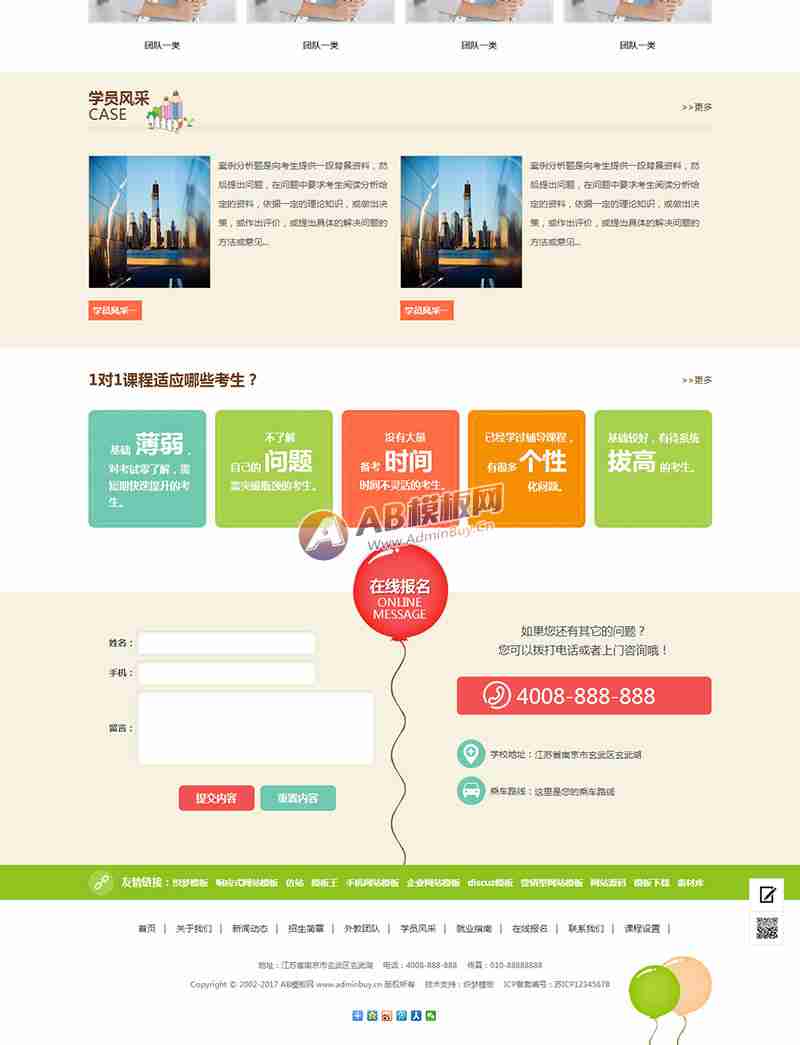 团队一类
团队一类
团队一类
团队一类
学员风采
CASE
>>更多
案例分析题是向考生提供一段背景资料，然
后提出问题，在问题中要求考生阅读分析给
定的资料，依据一定的理论知识，或做出决
策，或作出评价，或提出具体的解决问题的
方法或意见...
学员风采一
案例分析题是向考生提供一段背景资料，然
后提出问题，在问题中要求考生阅读分析给
定的资料，依据一定的理论知识，或做出决
策，或作出评价，或提出具体的解决问题的
方法或意见...
学员风采一
1对1课程适应哪些考生？
>>更多
基础 薄弱，
对考试零了解，需
短期快速提升的考
生。
不了解
自己的 问题
需突破瓶颈的考生。
没有大量
备考 时间
时间不灵活的考生。
已经学过辅导课程，
有很多 个性
化问题。
基础较好，有待系统
拔高 的考生。
AB模板网
www.AdminBuy.Cn
在线报名
ONLINE
MESSAGE
姓名：
手机：
留言：
提交内容 重置内容
如果您还有其它的问题？
您可以拨打电话或者上门咨询哦！
4008-888-888
学校地址：江苏省南京市玄武区玄武湖
乘车路线：这里是您的乘车路线
友情链接： 织梦模板 响应式网站模板 仿站 模板王 手机网站模板 企业网站模板 discuz模板 营销型网站模板 网站源码 模板下载 素材库
首页 | 关于我们 | 新闻动态 | 招生简章 | 外教团队 | 学员风采 | 就业指南 | 在线报名 | 联系我们 | 课程设置 |
地址：江苏省南京市玄武区玄武湖 电话：4008-888-888 传真：010-88888888
Copyright © 2002-2017 AB模板网 www.adminbuy.cn 版权所有 技术支持：织梦模板 ICP备案编号：苏ICP12345678